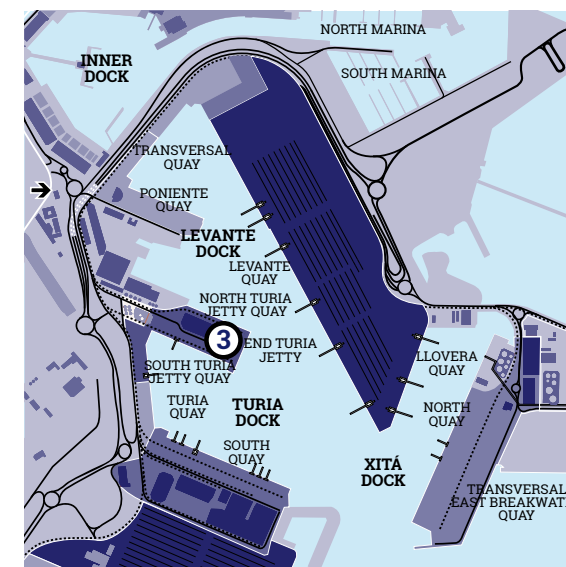 NORTH MARINA
INNER
DOCK
SOUTH MARINA
TRANSVERSAL
QUAY
PONIENTE
QUAY
LEVANTE
DOCK
LEVANTE
QUAY
NORTH TURIA
JETTY QUAY
3
END TURIA
JETTY
LLOVERA
QUAY
SOUTH TURIA
JETTY QUAY
TURIA
QUAY
TURIA
DOCK
NORTH
QUAY
SOUTH
QUAY
XITÁ
DOCK
TRANSVERSAL
EAST BREAKWAT
QUAY